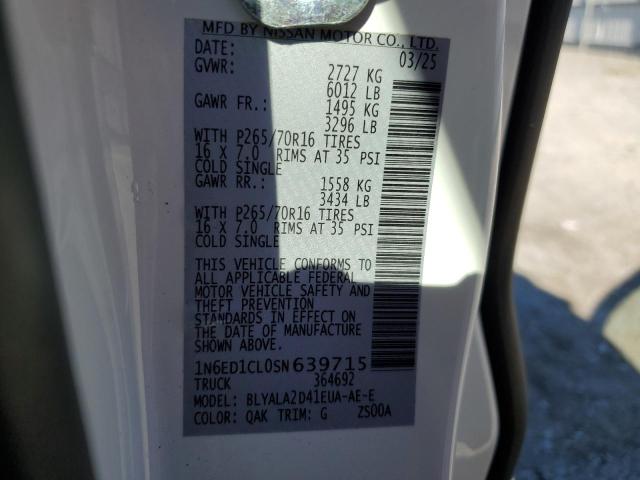 MFD BY NISSAN MOTOR CO., LTD.
DATE: 03/25
GVWR: 2727 KG
6012 LB
GAWR FR.: 1495 KG
3296 LB
WITH P265/70R16 TIRES
16 X 7.0 RIMS AT 35 PSI
COLD SINGLE
GAWR RR.: 1558 KG
3434 LB
WITH P265/70R16 TIRES
16 X 7.0 RIMS AT 35 PSI
COLD SINGLE
THIS VEHICLE CONFORMS TO
ALL APPLICABLE FEDERAL
MOTOR VEHICLE SAFETY AND
THEFT PREVENTION
STANDARDS IN EFFECT ON
THE DATE OF MANUFACTURE
SHOWN ABOVE.
1N6ED1CL0SN639715
TRUCK 364692
MODEL: BLYALA2D41EUA-AE-E
COLOR: QAK TRIM: G ZS00A